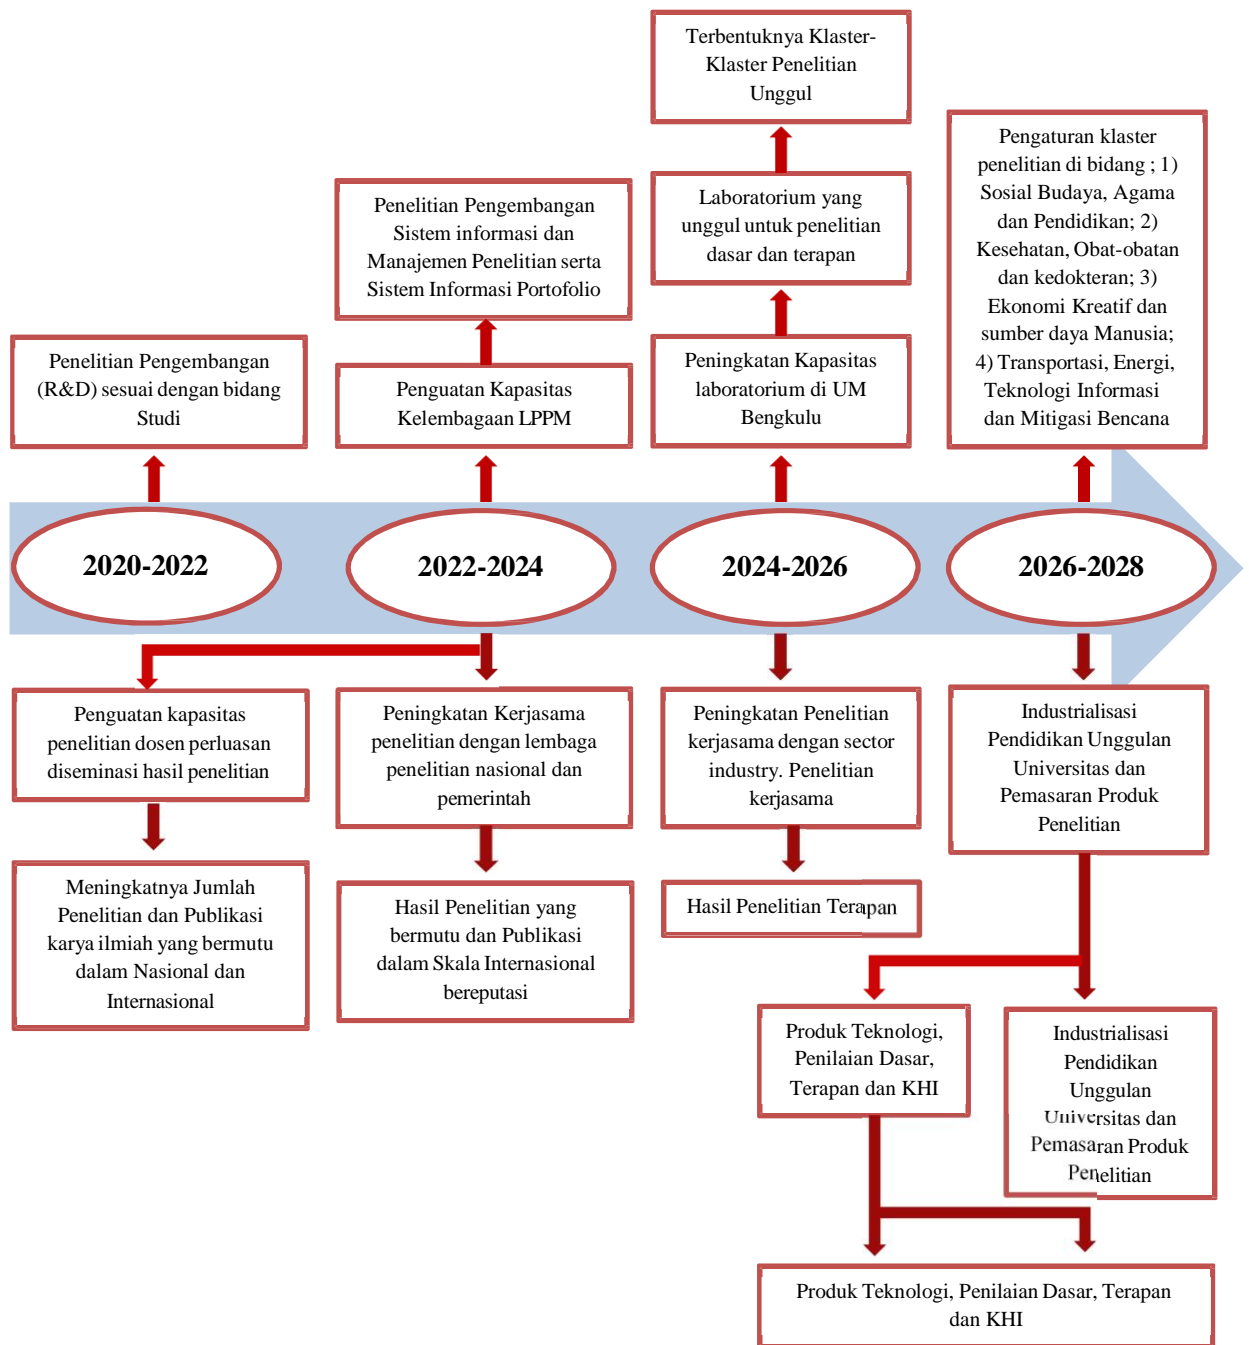 Terbentuknya Klaster-
Klaster Penelitian
Unggul
Pengaturan klaster
penelitian di bidang ; 1)
Sosial Budaya, Agama
dan Pendidikan; 2)
Kesehatan, Obat-obatan
dan kedokteran; 3)
Ekonomi Kreatif dan
sumber daya Manusia;
4) Transportasi, Energi,
Teknologi Informasi
dan Mitigasi Bencana
Penelitian Pengembangan
Sistem informasi dan
Manajemen Penelitian serta
Sistem Informasi Portofolio
Laboratorium yang
unggul untuk penelitian
dasar dan terapan
Penelitian Pengembangan
(R&D) sesuai dengan bidang
Studi
Penguatan Kapasitas
Kelembagaan LPPM
Peningkatan Kapasitas
laboratorium di UM
Bengkulu
2020-2022
2022-2024
2024-2026
2026-2028
Penguatan kapasitas
penelitian dosen perluasan
diseminasi hasil penelitian
Peningkatan Kerjasama
penelitian dengan lembaga
penelitian nasional dan
pemerintah
Peningkatan Penelitian
kerjasama dengan sector
industry. Penelitian
kerjasama
Industrialisasi
Pendidikan Unggulan
Universitas dan
Pemasaran Produk
Penelitian
Meningkatnya Jumlah
Penelitian dan Publikasi
karya ilmiah yang bermutu
dalam Nasional dan
Internasional
Hasil Penelitian yang
bermutu dan Publikasi
dalam Skala Internasional
bereputasi
Hasil Penelitian Terapan
Produk Teknologi,
Penilaian Dasar,
Terapan dan KHI
Industrialisasi
Pendidikan
Unggulan
Universitas dan
Pemasaran Produk
Penelitian
Produk Teknologi, Penilaian Dasar, Terapan
dan KHI